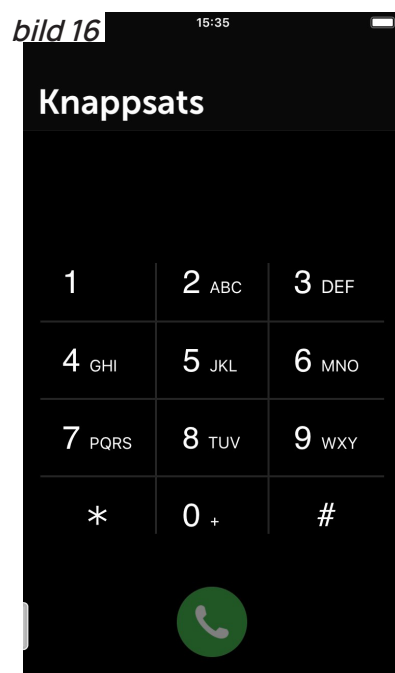 bild 16
15:35
Knappsats
1 2 ABC 3 DEF
4 GHI 5 JKL 6 MNO
7 PQRS 8 TUV 9 WXY
* 0 + #